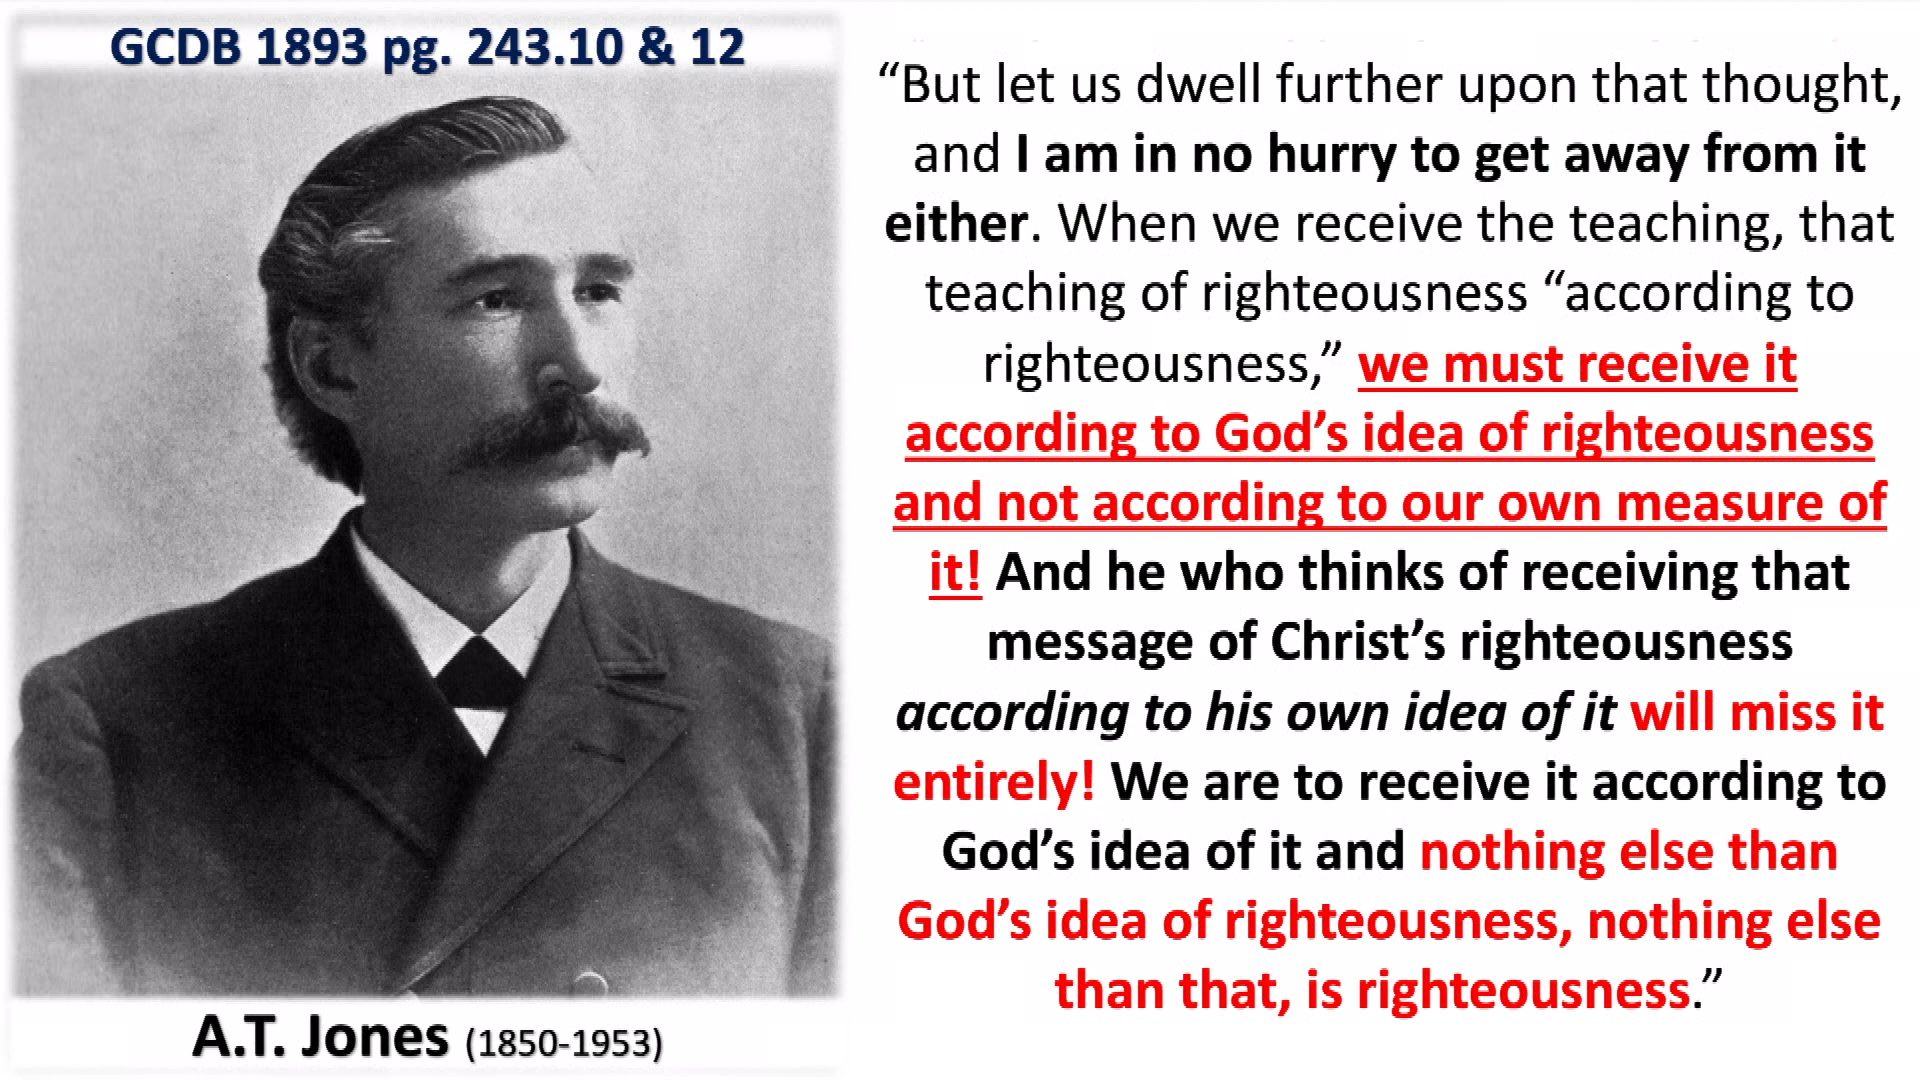 GCDB 1893 pg. 243.10 & 12
“But let us dwell further upon that thought,
and I am in no hurry to get away from it
either. When we receive the teaching, that
teaching of righteousness “according to
righteousness,” we must receive it
according to God’s idea of righteousness
and not according to our own measure of
it! And he who thinks of receiving that
message of Christ’s righteousness
according to his own idea of it will miss it
entirely! We are to receive it according to
God’s idea of it and nothing else than
God’s idea of righteousness, nothing else
than that, is righteousness.”
A.T. Jones (1850-1953)